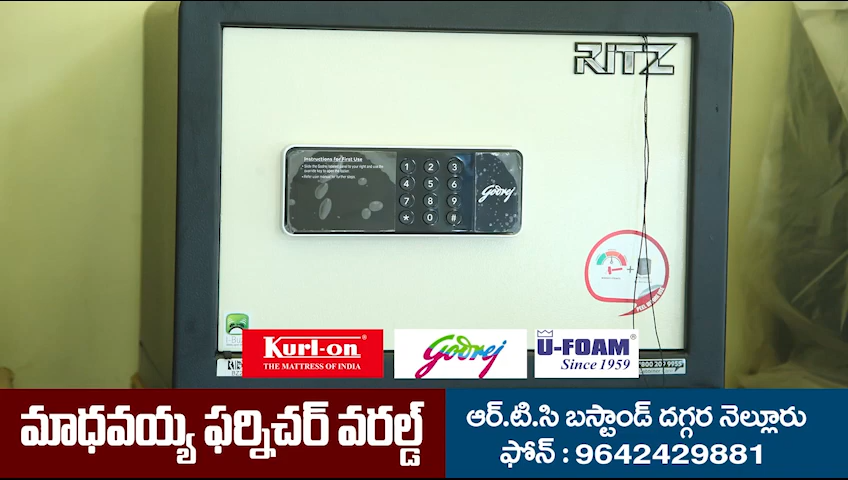 RITZ
Instructions for First Use
1 2 3
4 5 6
7 8 9
* 0 #
Godrej
Kurl-on
THE MATTRESS OF INDIA
Godrej
U-FOAM
Since 1959
మాధవయ్య ఫర్నిచర్ వరల్డ్
ఆర్.టి.సి బస్టాండ్ దగ్గర నెల్లూరు
ఫోన్ : 9642429881